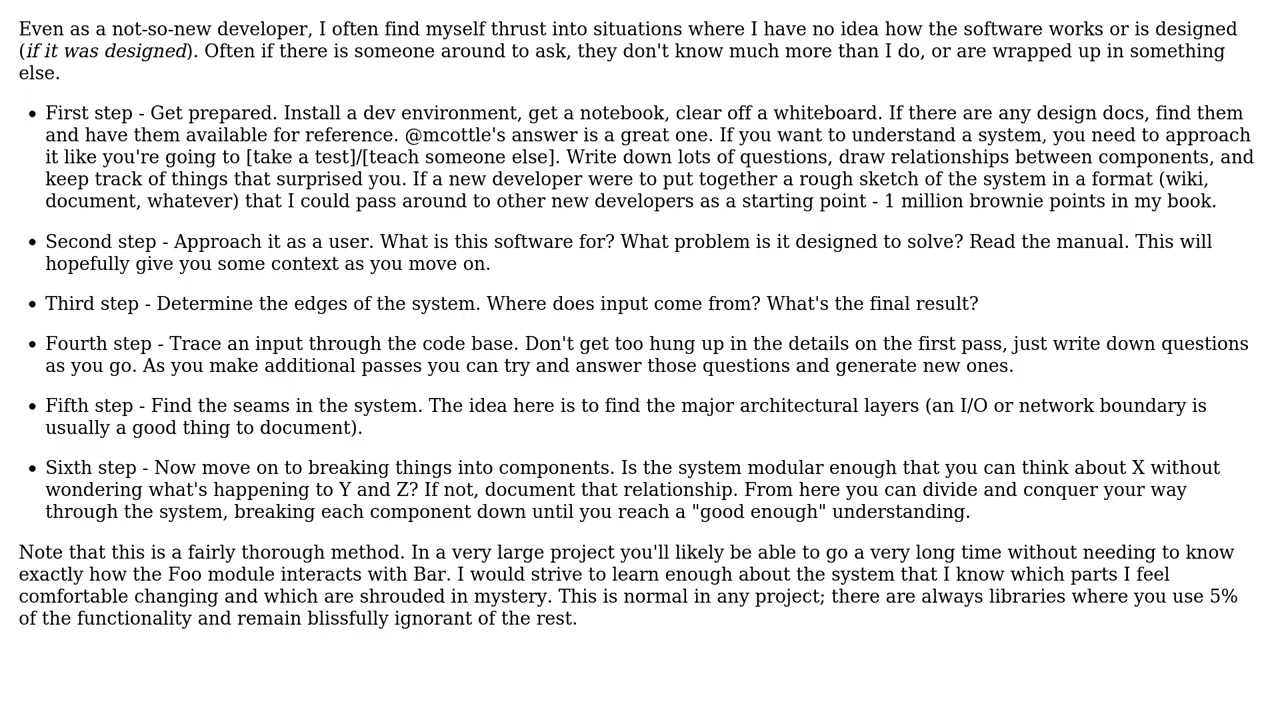 Even as a not-so-new developer, I often find myself thrust into situations where I have no idea how the software works or is designed
(if it was designed). Often if there is someone around to ask, they don't know much more than I do, or are wrapped up in something
else.
• First step - Get prepared. Install a dev environment, get a notebook, clear off a whiteboard. If there are any design docs, find them
and have them available for reference. @mcottle's answer is a great one. If you want to understand a system, you need to approach
it like you're going to [take a test]/[teach someone else]. Write down lots of questions, draw relationships between components, and
keep track of things that surprised you. If a new developer were to put together a rough sketch of the system in a format (wiki,
document, whatever) that I could pass around to other new developers as a starting point - 1 million brownie points in my book.
• Second step - Approach it as a user. What is this software for? What problem is it designed to solve? Read the manual. This will
hopefully give you some context as you move on.
• Third step - Determine the edges of the system. Where does input come from? What's the final result?
• Fourth step - Trace an input through the code base. Don't get too hung up in the details on the first pass, just write down questions
as you go. As you make additional passes you can try and answer those questions and generate new ones.
• Fifth step - Find the seams in the system. The idea here is to find the major architectural layers (an I/O or network boundary is
usually a good thing to document).
• Sixth step - Now move on to breaking things into components. Is the system modular enough that you can think about X without
wondering what's happening to Y and Z? If not, document that relationship. From here you can divide and conquer your way
through the system, breaking each component down until you reach a "good enough" understanding.
Note that this is a fairly thorough method. In a very large project you'll likely be able to go a very long time without needing to know
exactly how the Foo module interacts with Bar. I would strive to learn enough about the system that I know which parts I feel
comfortable changing and which are shrouded in mystery. This is normal in any project; there are always libraries where you use 5%
of the functionality and remain blissfully ignorant of the rest.